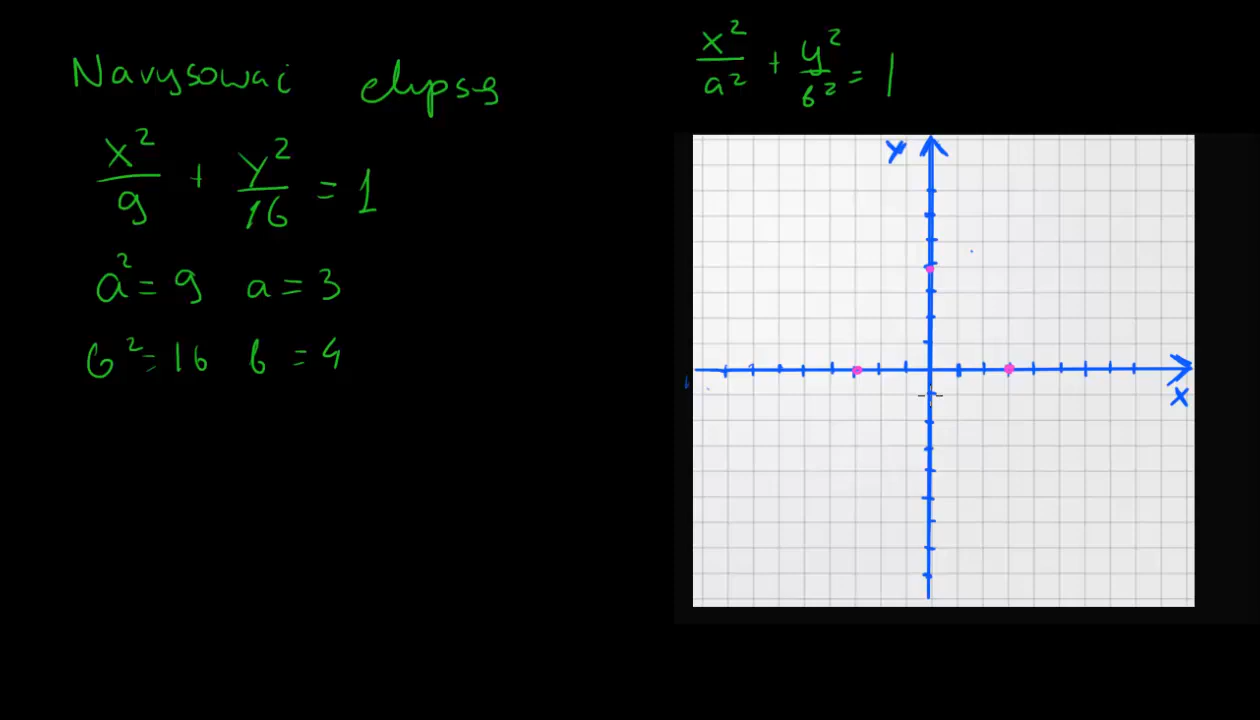 Narysować elipsę
x²/9 + y²/16 = 1
a² = 9 a = 3
b² = 16 b = 4
x²/a² + y²/b² = 1
y
x